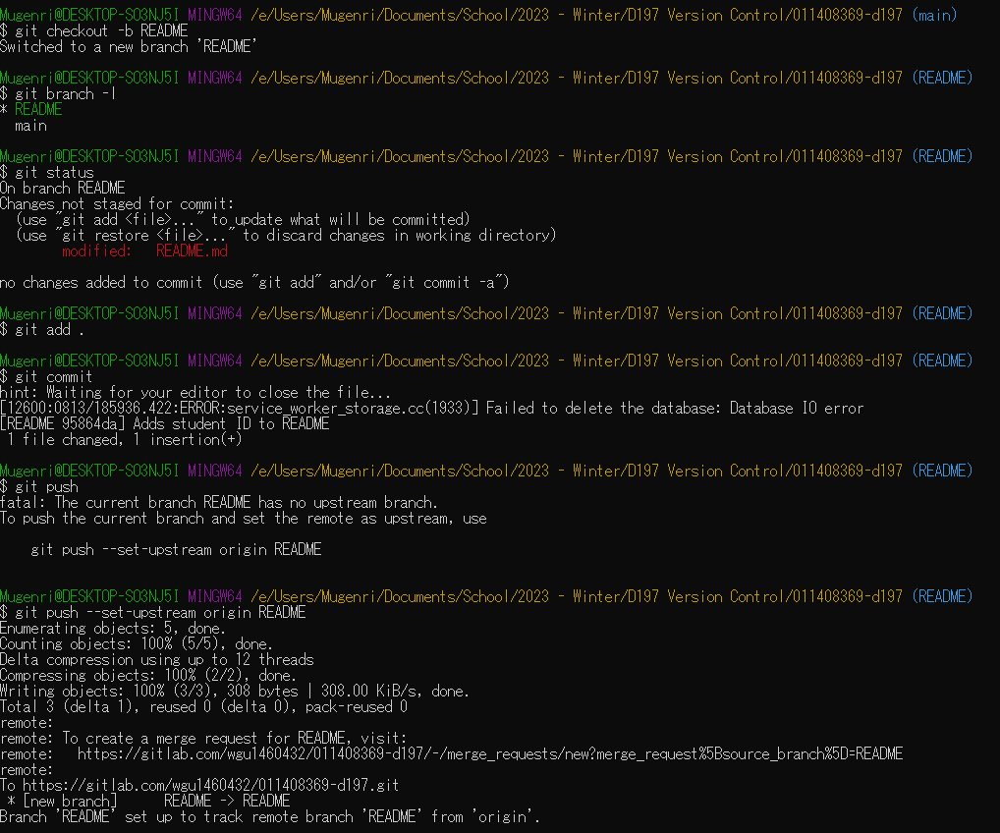 Mugenri@DESKTOP-SO3NJ5I MINGW64 /e/Users/Mugenri/Documents/School/2023 - Winter/D197 Version Control/011408369-d197 (main)
$ git checkout -b README
Switched to a new branch 'README'
Mugenri@DESKTOP-SO3NJ5I MINGW64 /e/Users/Mugenri/Documents/School/2023 - Winter/D197 Version Control/011408369-d197 (README)
$ git branch -l
* README
  main
Mugenri@DESKTOP-SO3NJ5I MINGW64 /e/Users/Mugenri/Documents/School/2023 - Winter/D197 Version Control/011408369-d197 (README)
$ git status
On branch README
Changes not staged for commit:
  (use "git add <file>..." to update what will be committed)
  (use "git restore <file>..." to discard changes in working directory)
        modified:   README.md
no changes added to commit (use "git add" and/or "git commit -a")
Mugenri@DESKTOP-SO3NJ5I MINGW64 /e/Users/Mugenri/Documents/School/2023 - Winter/D197 Version Control/011408369-d197 (README)
$ git add .
Mugenri@DESKTOP-SO3NJ5I MINGW64 /e/Users/Mugenri/Documents/School/2023 - Winter/D197 Version Control/011408369-d197 (README)
$ git commit
hint: Waiting for your editor to close the file...
[12600:0813/185936.422:ERROR:service_worker_storage.cc(1933)] Failed to delete the database: Database IO error
[README 95864da] Adds student ID to README
 1 file changed, 1 insertion(+)
Mugenri@DESKTOP-SO3NJ5I MINGW64 /e/Users/Mugenri/Documents/School/2023 - Winter/D197 Version Control/011408369-d197 (README)
$ git push
fatal: The current branch README has no upstream branch.
To push the current branch and set the remote as upstream, use
    git push --set-upstream origin README
Mugenri@DESKTOP-SO3NJ5I MINGW64 /e/Users/Mugenri/Documents/School/2023 - Winter/D197 Version Control/011408369-d197 (README)
$ git push --set-upstream origin README
Enumerating objects: 5, done.
Counting objects: 100% (5/5), done.
Delta compression using up to 12 threads
Compressing objects: 100% (2/2), done.
Writing objects: 100% (3/3), 308 bytes | 308.00 KiB/s, done.
Total 3 (delta 1), reused 0 (delta 0), pack-reused 0
remote:
remote: To create a merge request for README, visit:
remote:   https://gitlab.com/wgu1460432/011408369-d197/-/merge_requests/new?merge_request%5Bsource_branch%5D=README
remote:
To https://gitlab.com/wgu1460432/011408369-d197.git
 * [new branch]      README -> README
Branch 'README' set up to track remote branch 'README' from 'origin'.